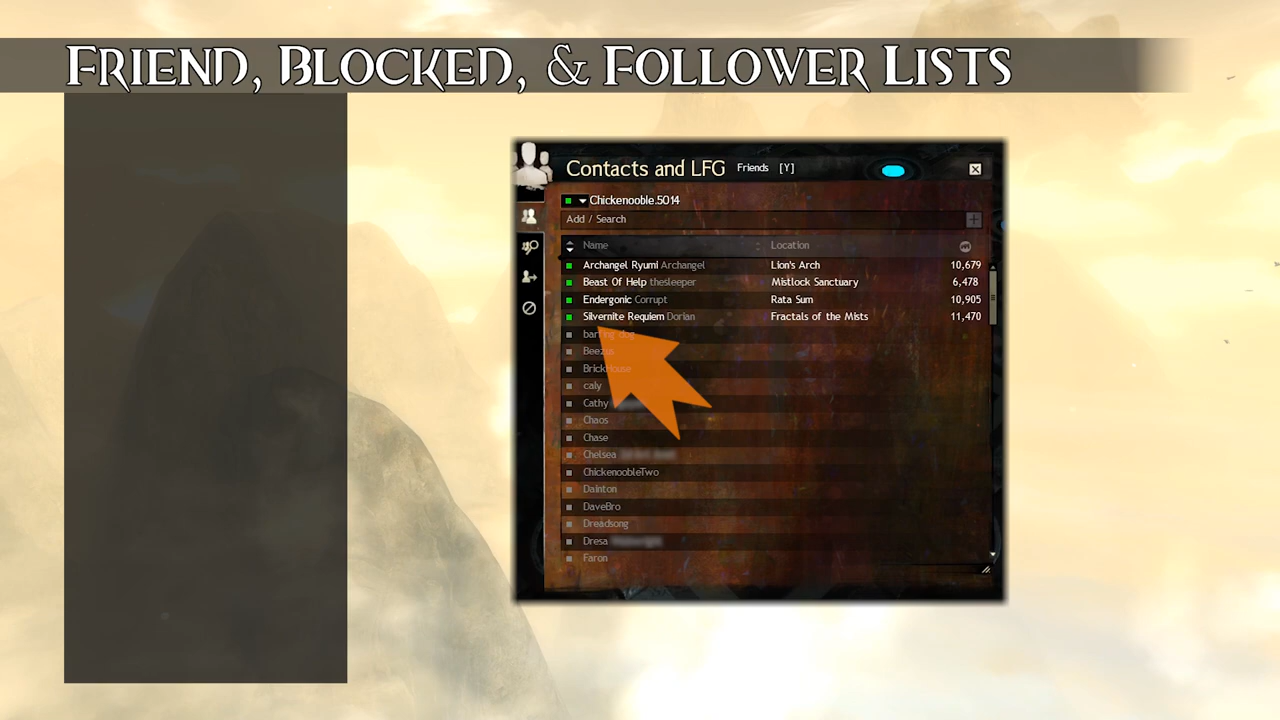 FRIEND, BLOCKED, & FOLLOWER LISTS
Contacts and LFG Friends [Y]
Chickenooble.5014
Add / Search
Name Location
Archangel Ryumi Archangel Lion's Arch 10,679
Beast Of Help thesleeper Mistlock Sanctuary 6,478
Endergonic Corrupt Rata Sum 10,905
Silvernite Requiem Dorian Fractals of the Mists 11,470
dog
BrickHouse
caly
Cathy
Chaos
Chase
Chelsea
ChickenoobleTwo
Dainton
DaveBro
Dreadsong
Dresa
Faron